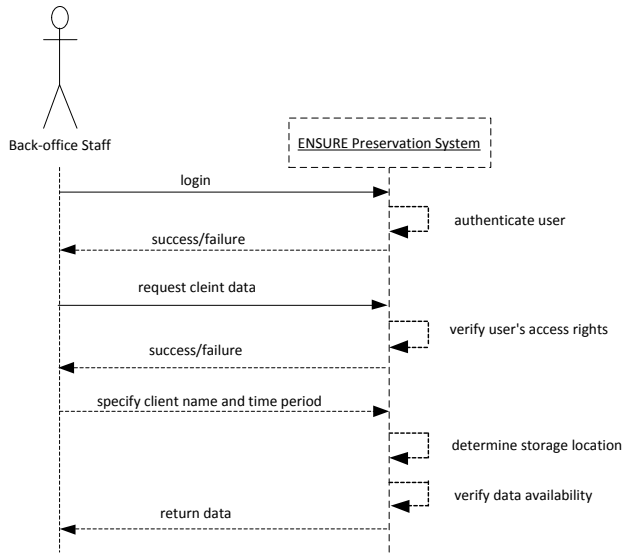 Back-office Staff
ENSURE Preservation System
login
authenticate user
success/failure
request cleint data
verify user's access rights
success/failure
specify client name and time period
determine storage location
verify data availability
return data